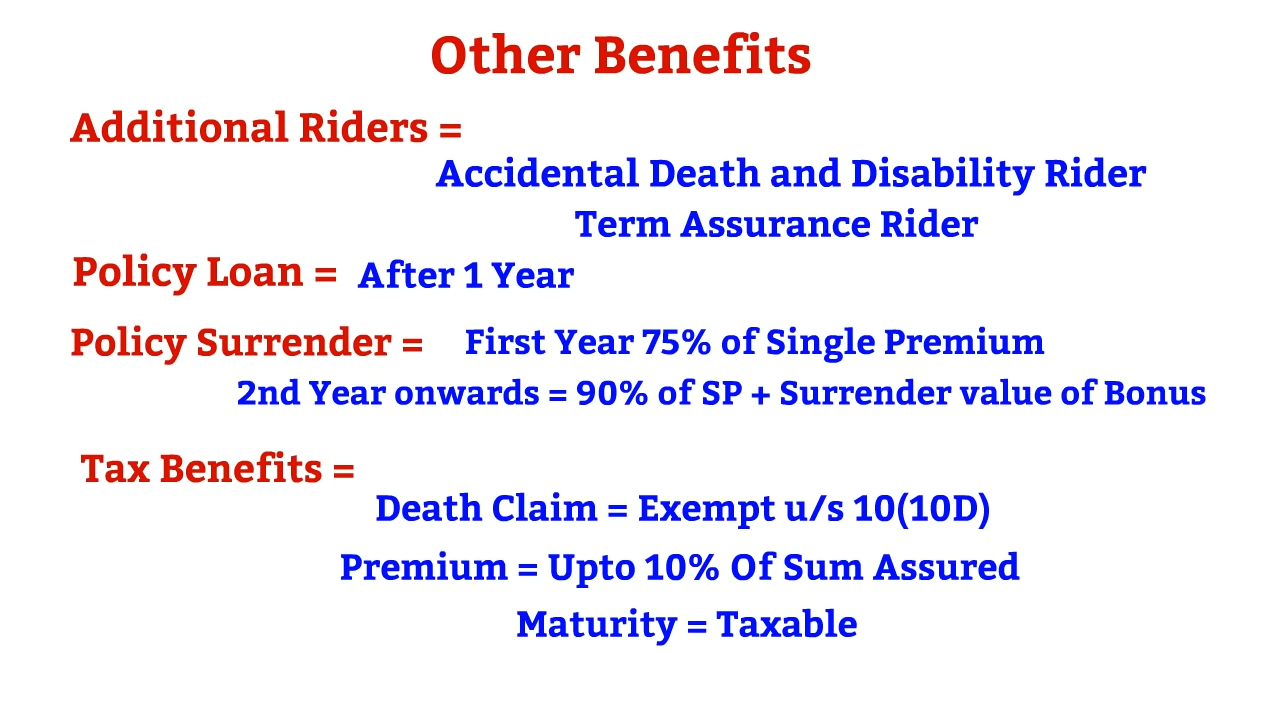 Other Benefits
Additional Riders =
Accidental Death and Disability Rider
Term Assurance Rider
Policy Loan = After 1 Year
Policy Surrender = First Year 75% of Single Premium
2nd Year onwards = 90% of SP + Surrender value of Bonus
Tax Benefits =
Death Claim = Exempt u/s 10(10D)
Premium = Upto 10% Of Sum Assured
Maturity = Taxable